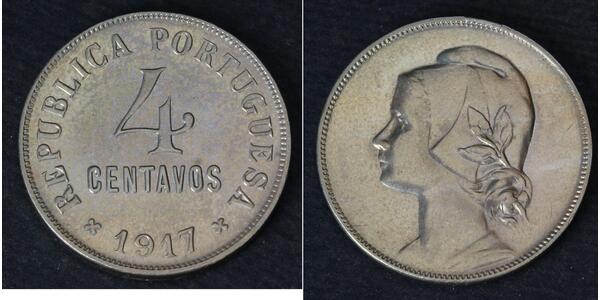 REPUBLICA PORTUGUESA
4
CENTAVOS
* 1917 *